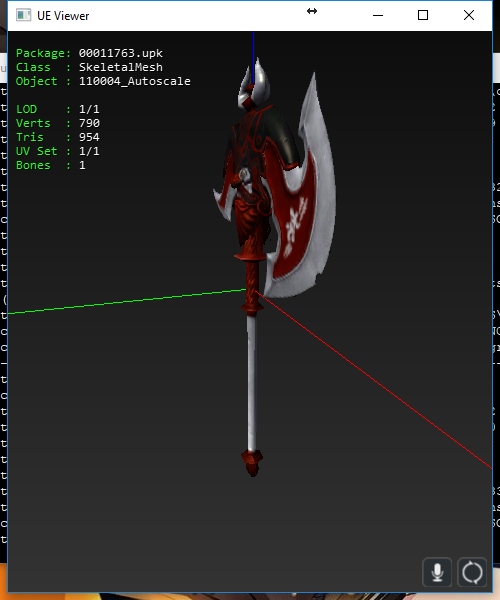 UE Viewer
Package: 00011763.upk
Class : SkeletalMesh
Object : 110004_Autoscale
LOD : 1/1
Verts : 790
Tris : 954
UV Set : 1/1
Bones : 1